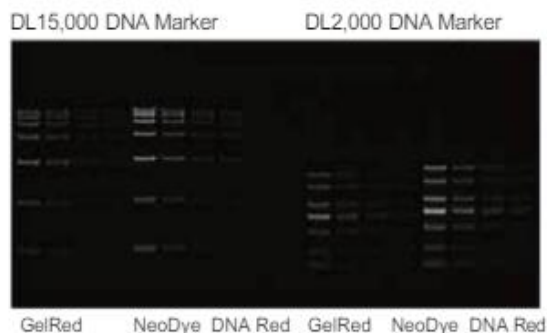 DL15,000 DNA Marker DL2,000 DNA Marker
GelRed NeoDye DNA Red GelRed NeoDye DNA Red